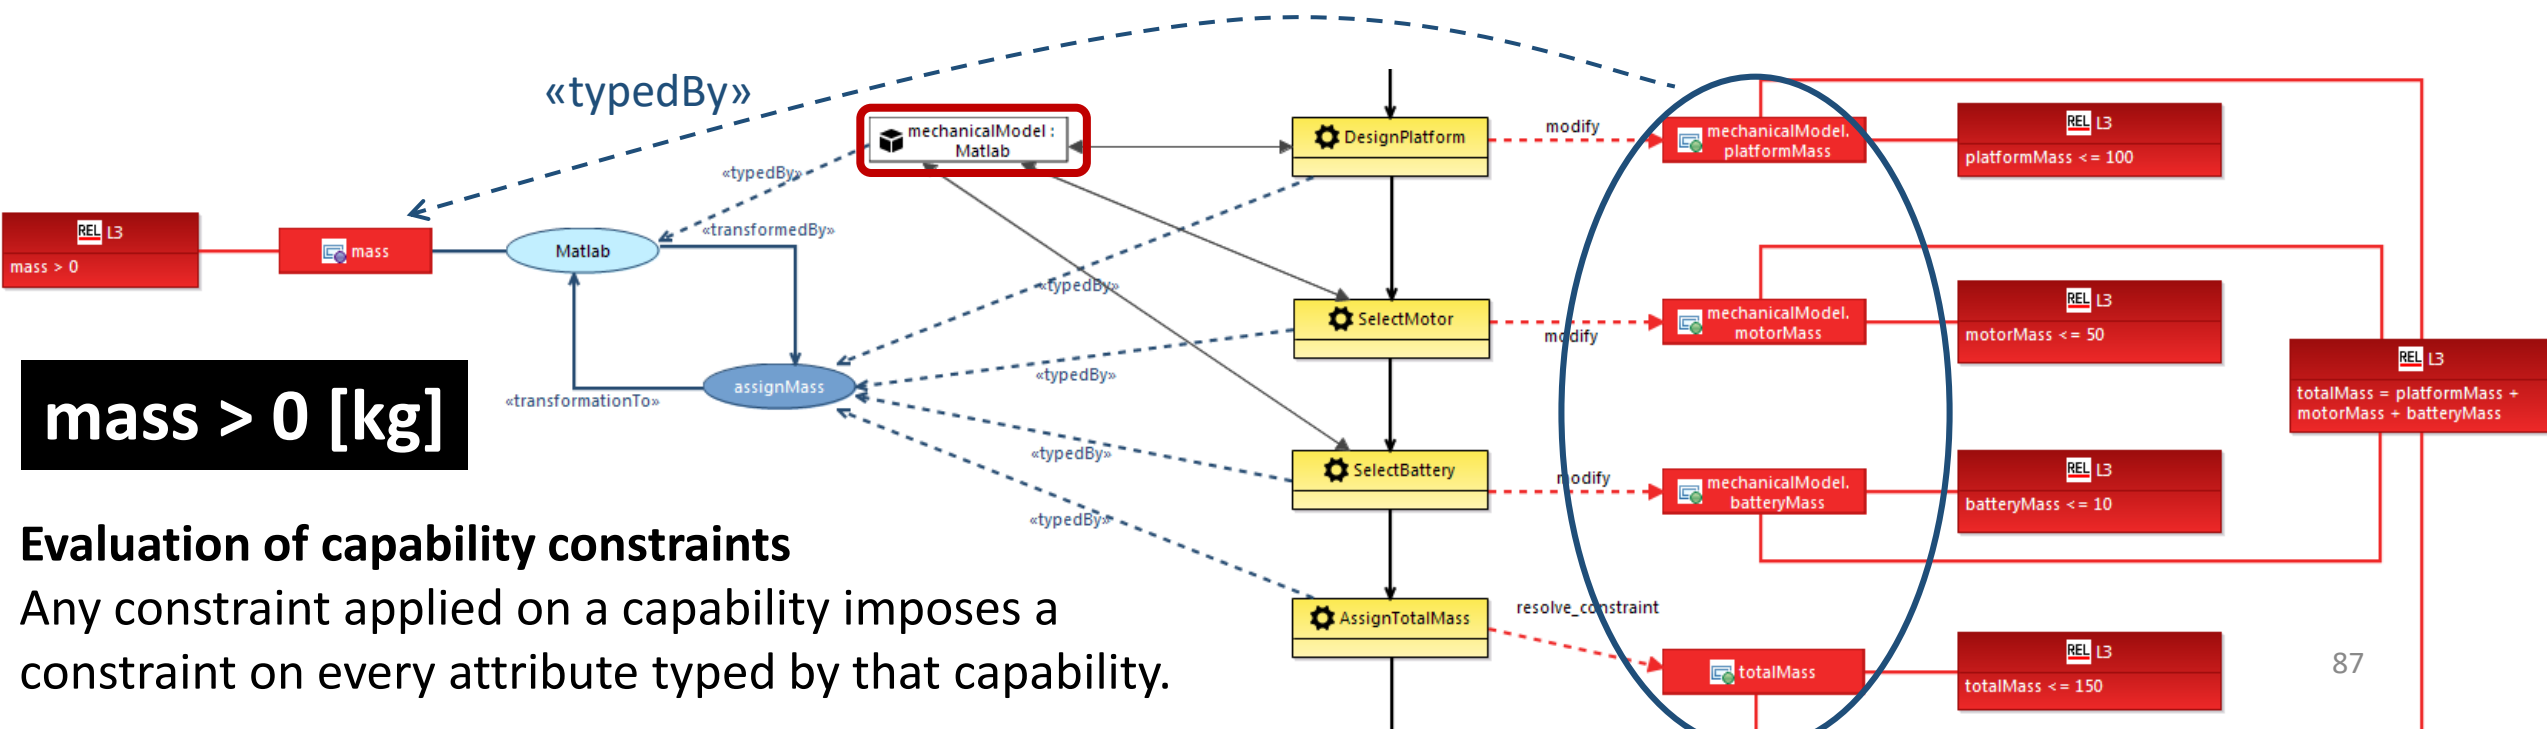 «typedBy»
mechanicalModel :
Matlab
DesignPlatform
modify
mechanicalModel.
platformMass
REL L3
platformMass <= 100
«typedBy»
REL L3
mass > 0
mass
Matlab
«transformedBy»
«typedBy»
SelectMotor
modify
mechanicalModel.
motorMass
REL L3
motorMass <= 50
REL L3
totalMass = platformMass +
motorMass + batteryMass
assignMass
«transformationTo»
«typedBy»
mass > 0 [kg]
«typedBy»
SelectBattery
modify
mechanicalModel.
batteryMass
REL L3
batteryMass <= 10
«typedBy»
Evaluation of capability constraints
Any constraint applied on a capability imposes a
constraint on every attribute typed by that capability.
AssignTotalMass
resolve_constraint
totalMass
REL L3
totalMass <= 150
87